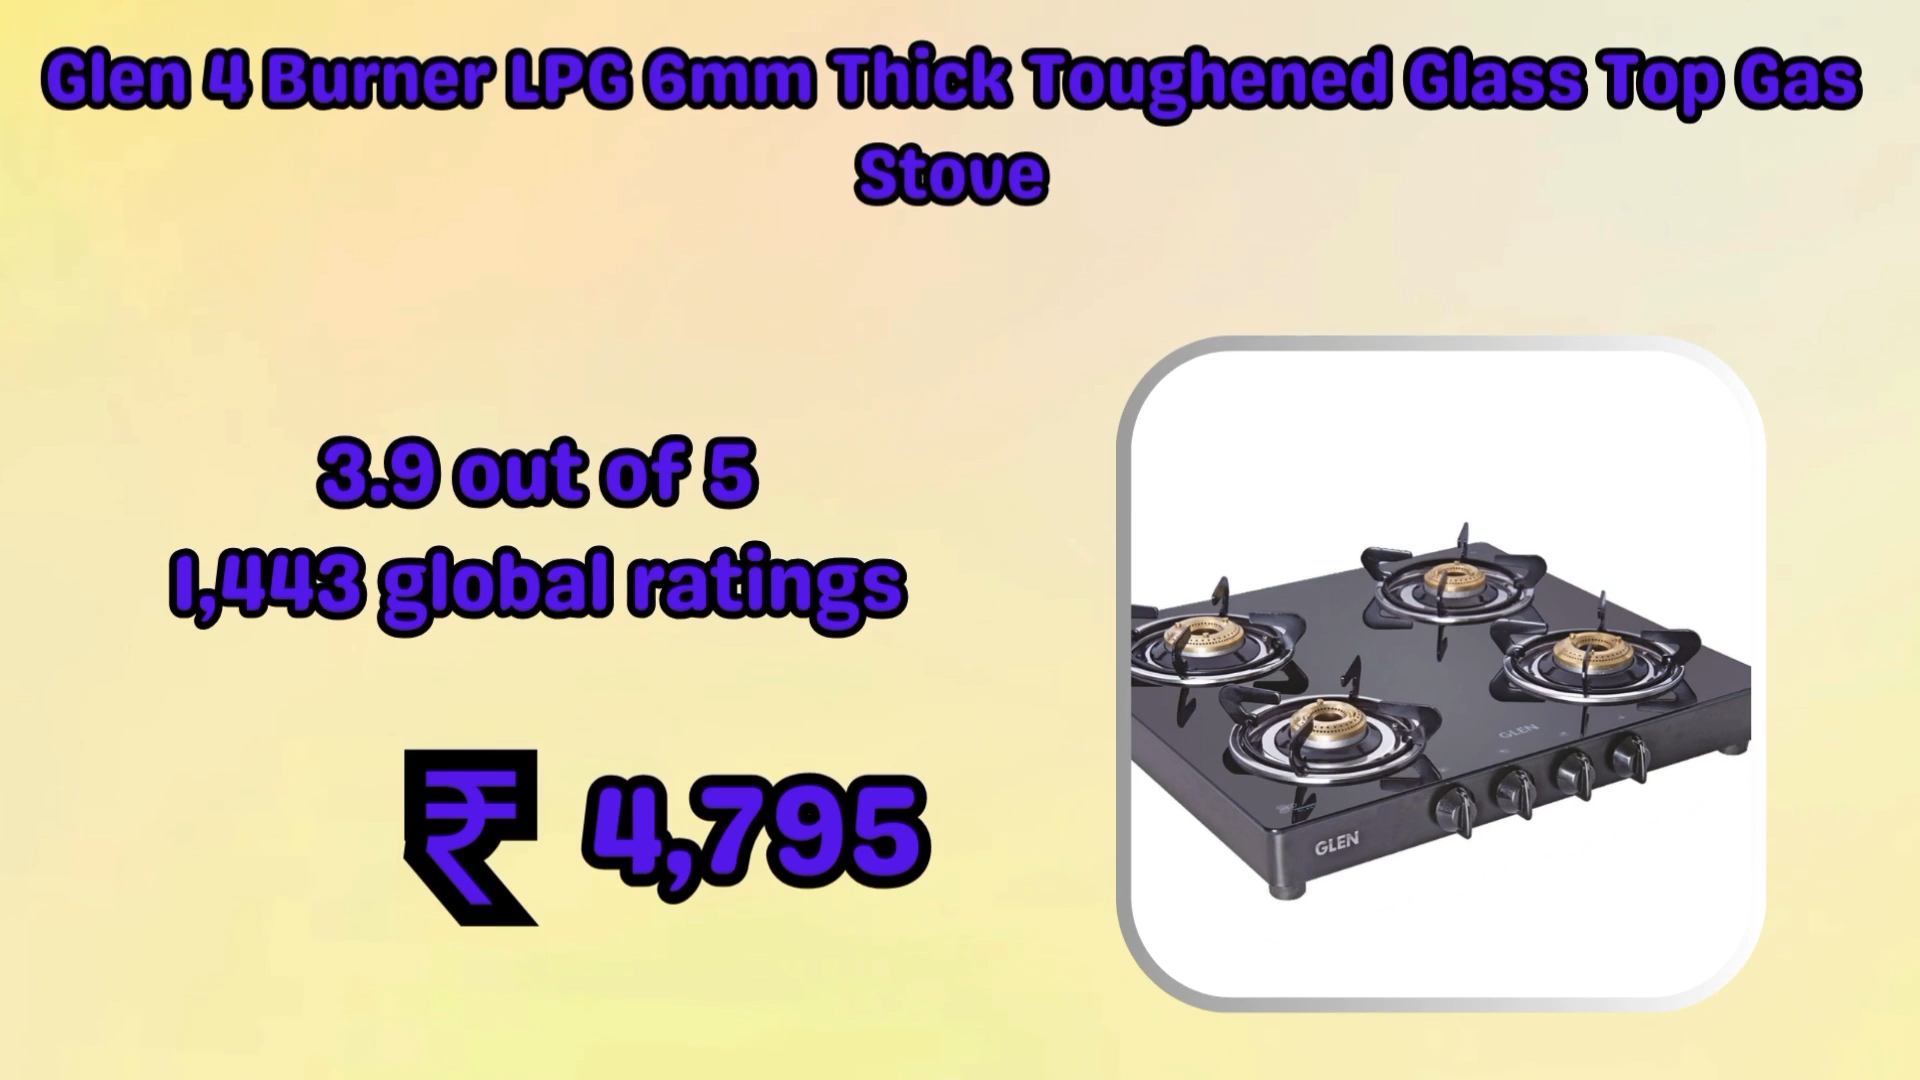 Glen 4 Burner LPG 6mm Thick Toughened Glass Top Gas
Stove
3.9 out of 5
1,443 global ratings
₹ 4,795
GLEN
GLEN